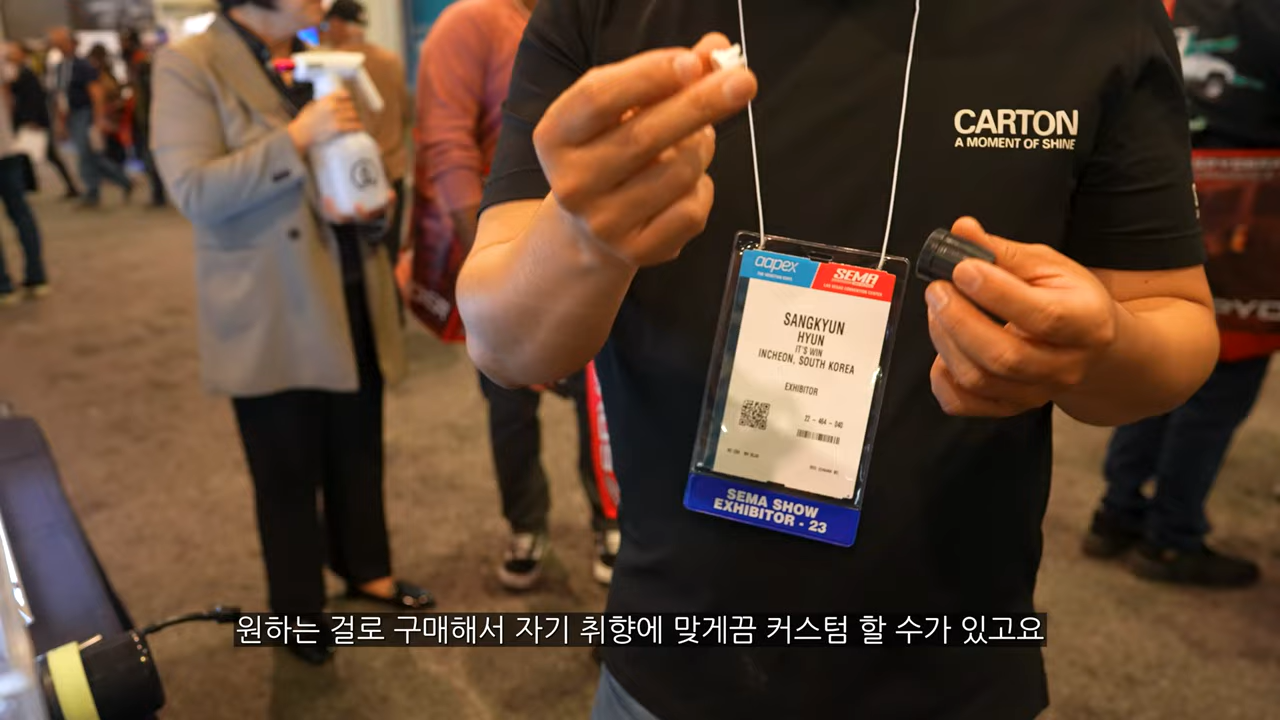 CARTON
A MOMENT OF SHINE
aapex
SEMA
SANGKYUN
HYUN
IT'S WIN
INCHEON, SOUTH KOREA
EXHIBITOR
SEMA SHOW
EXHIBITOR - 23
원하는 걸로 구매해서 자기 취향에 맞게끔 커스텀 할 수가 있고요